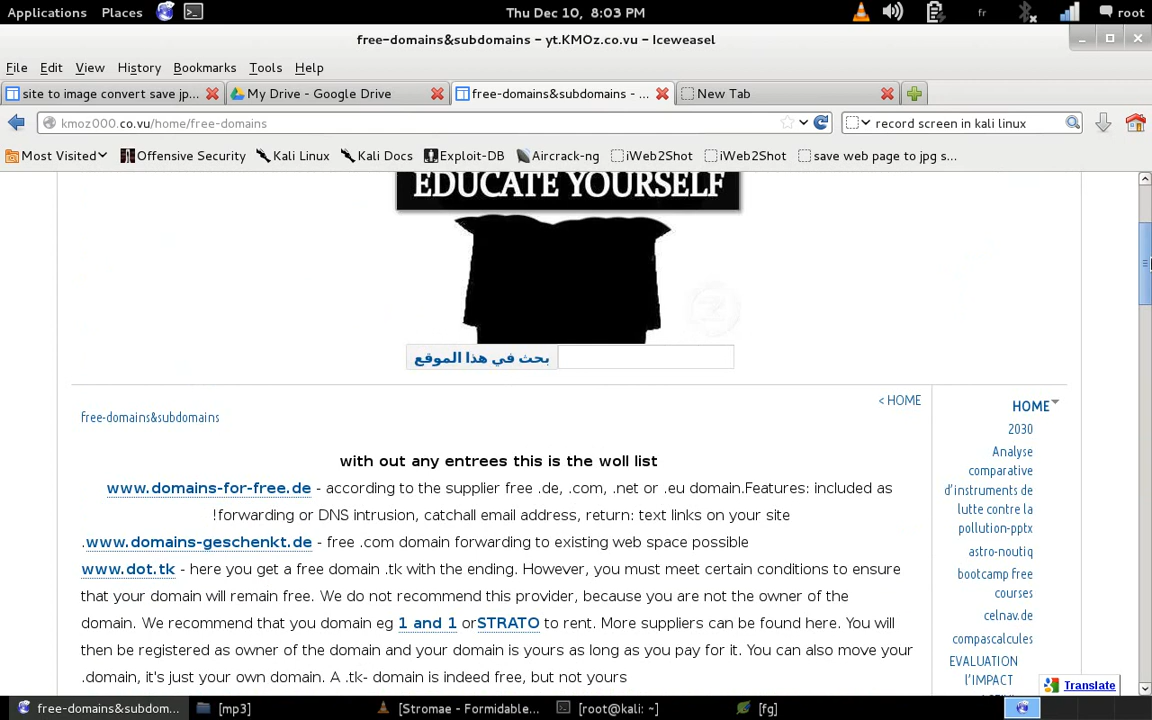 Applications Places Thu Dec 10, 8:03 PM fr root
free-domains&subdomains - yt.KMOz.co.vu - Iceweasel
File Edit View History Bookmarks Tools Help
site to image convert save jp... My Drive - Google Drive free-domains&subdomains - ... New Tab
kmoz000.co.vu/home/free-domains record screen in kali linux
Most Visited Offensive Security Kali Linux Kali Docs Exploit-DB Aircrack-ng iWeb2Shot iWeb2Shot save web page to jpg s...
EDUCATE YOURSELF
بحث في هذا الموقع
< HOME
free-domains&subdomains
with out any entrees this is the woll list
www.domains-for-free.de - according to the supplier free .de, .com, .net or .eu domain.Features: included as
!forwarding or DNS intrusion, catchall email address, return: text links on your site
.www.domains-geschenkt.de - free .com domain forwarding to existing web space possible
www.dot.tk - here you get a free domain .tk with the ending. However, you must meet certain conditions to ensure
that your domain will remain free. We do not recommend this provider, because you are not the owner of the
domain. We recommend that you domain eg 1 and 1 orSTRATO to rent. More suppliers can be found here. You will
then be registered as owner of the domain and your domain is yours as long as you pay for it. You can also move your
.domain, it's just your own domain. A .tk- domain is indeed free, but not yours
HOME
2030
Analyse
comparative
d'instruments de
lutte contre la
pollution-pptx
astro-noutiq
bootcamp free
courses
celnav.de
compascalcules
EVALUATION
l'IMPACT
Translate
free-domains&subdom... [mp3] [Stromae - Formidable... [root@kali: ~] [fg]